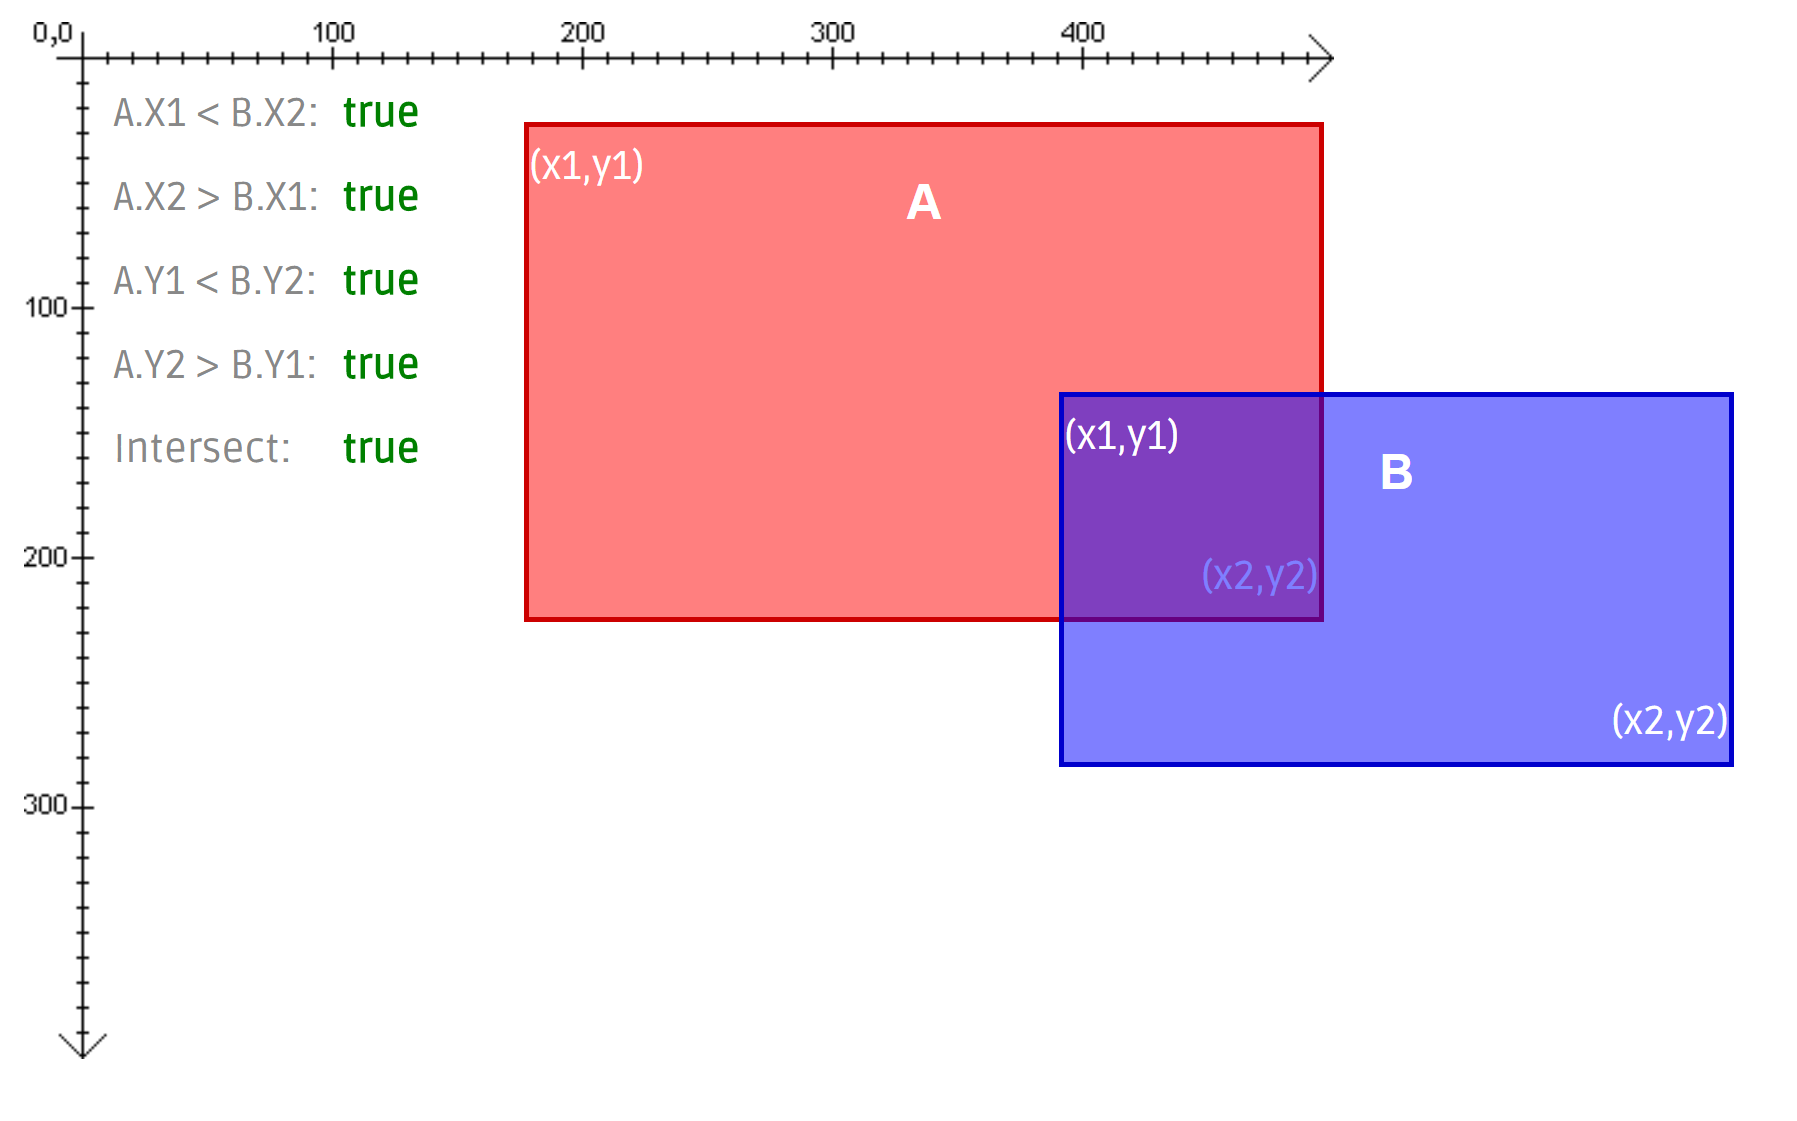 0,0 100 200 300 400
A.X1 < B.X2: true
(x1,y1)
A.X2 > B.X1: true
A
A.Y1 < B.Y2: true
100
A.Y2 > B.Y1: true
Intersect: true
(x1,y1)
B
200
(x2,y2)
(x2,y2)
300